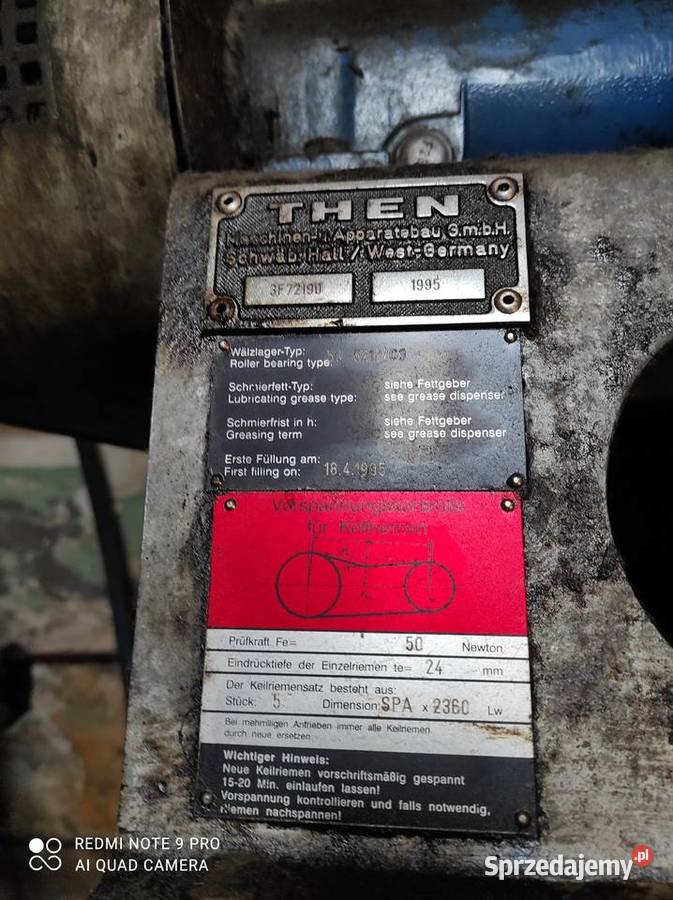 THEN
Maschinen-/Apparatebau G.m.b.H.
Schwäb. Hall / West-Germany
1995
Wälzlager-Typ:
Roller bearing type:
Schmierfett-Typ: siehe Fettgeber
Lubricating grease type: see grease dispenser
Schmierfrist in h: siehe Fettgeber
Greasing term see grease dispenser
Erste Füllung am:
First filling on: 18.4.1995
Vorspannungskontrolle
für Keilriemen
Prüfkraft Fe= 50 Newton
Eindrücktiefe der Einzelriemen te= 24 mm
Der Keilriemensatz besteht aus:
Stück: 5 Dimension: SPA x 2360 Lw
Bei mehrrilligen Antrieben immer alle Keilriemen
durch neue ersetzen
Wichtiger Hinweis:
Neue Keilriemen vorschriftsmäßig gespannt
15-20 Min. einlaufen lassen!
Vorspannung kontrollieren und falls notwendig,
Riemen nachspannen!
REDMI NOTE 9 PRO
AI QUAD CAMERA
Sprzedajemy.pl